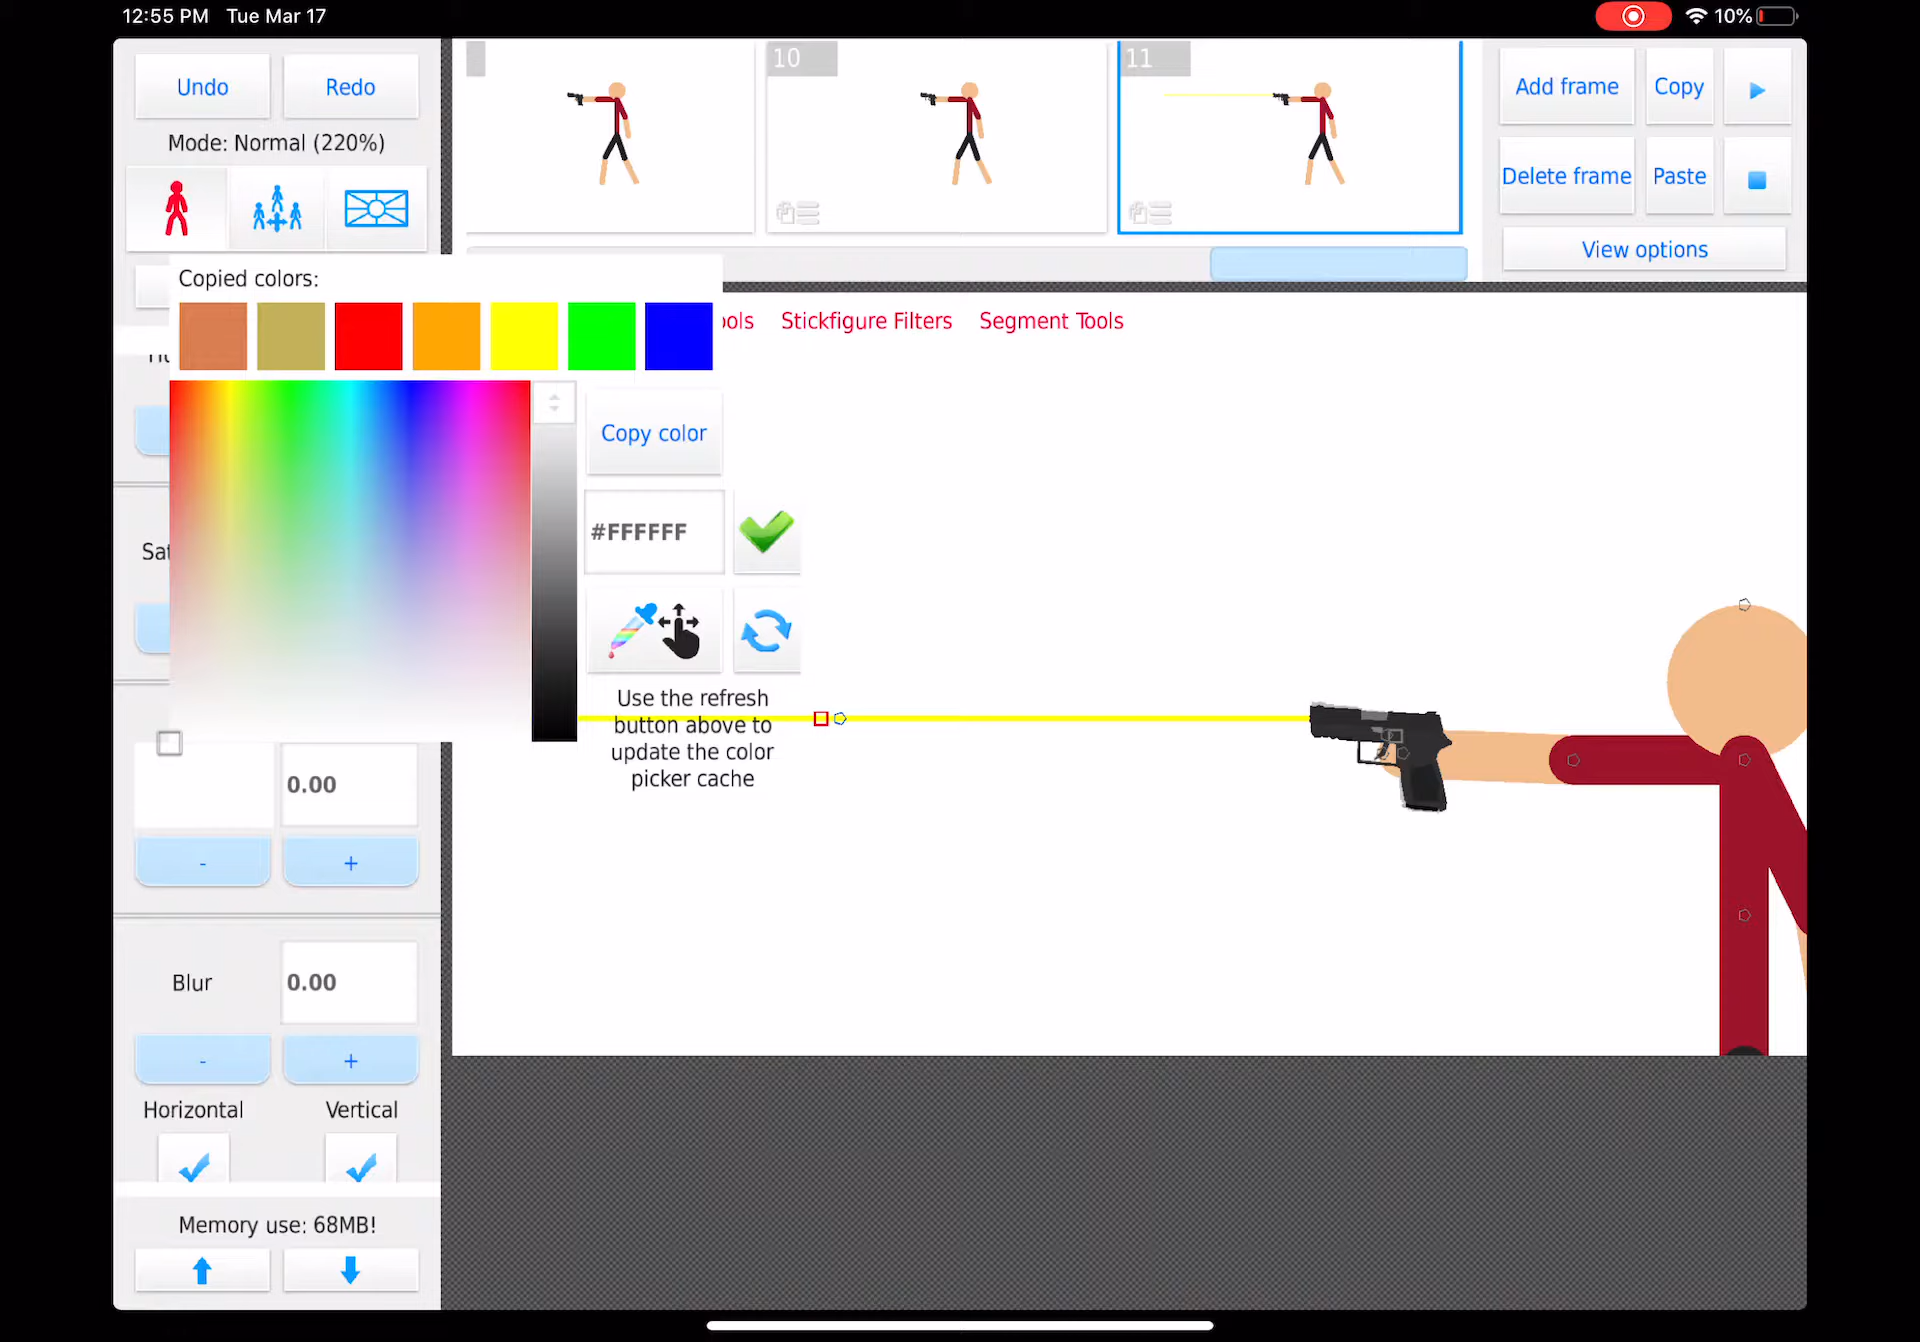 12:55 PM Tue Mar 17
10%
Undo
Redo
Mode: Normal (220%)
10
11
Add frame
Copy
Delete frame
Paste
View options
Copied colors:
ools
Stickfigure Filters
Segment Tools
Copy color
#FFFFFF
Sat
Use the refresh
button above to
update the color
picker cache
0.00
-
+
Blur
0.00
-
+
Horizontal
Vertical
Memory use: 68MB!